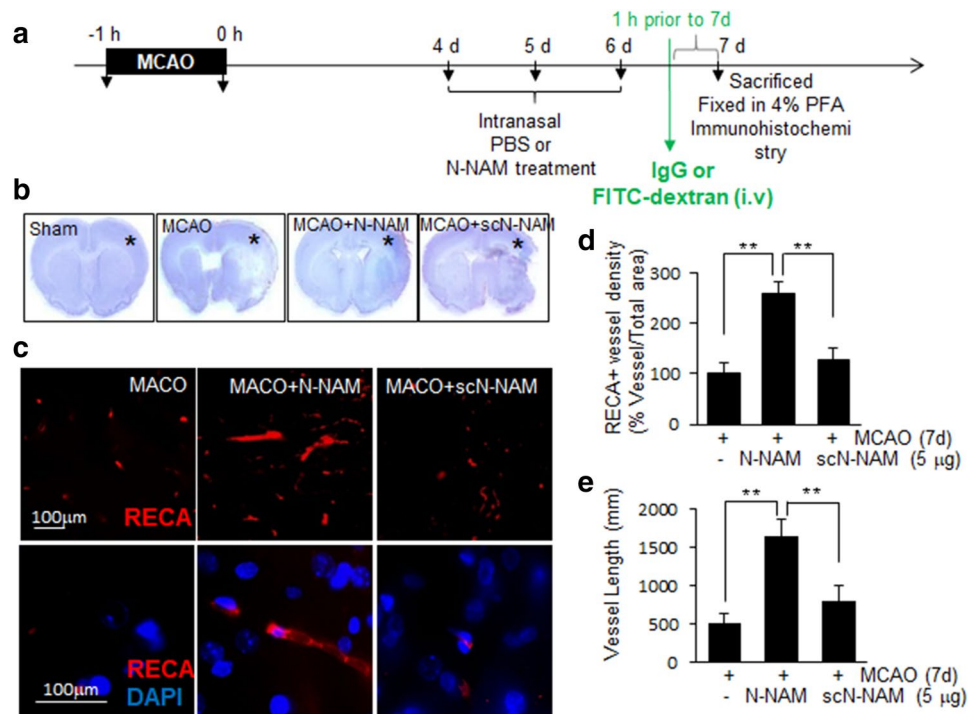 a
-1 h
0 h
4 d
5 d
6 d
1 h prior to 7d
7 d
MCAO
Intranasal
PBS or
N-NAM treatment
Sacrificed
Fixed in 4% PFA
Immunohistochemi
stry
IgG or
FITC-dextran (i.v)
b
Sham
*
MCAO
*
MCAO+N-NAM
*
MCAO+scN-NAM
*
c
MACO
MACO+N-NAM
MACO+scN-NAM
100μm
RECA
100μm
RECA
DAPI
d
RECA+ vessel density
(% Vessel/Total area)
300
200
100
0
**
**
+ + + MCAO (7d)
- N-NAM scN-NAM (5 μg)
e
Vessel Length (mm)
2000
1500
1000
500
0
**
**
+ + + MCAO (7d)
- N-NAM scN-NAM (5 μg)